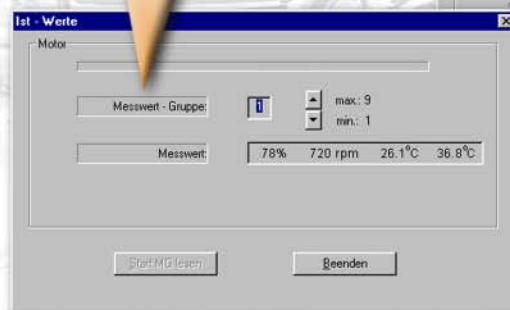 Ist - Werte
Motor
Messwert - Gruppe: 1 max.: 9
min.: 1
Messwert: 78% 720 rpm 26.1°C 36.8°C
Start MG lesen Beenden